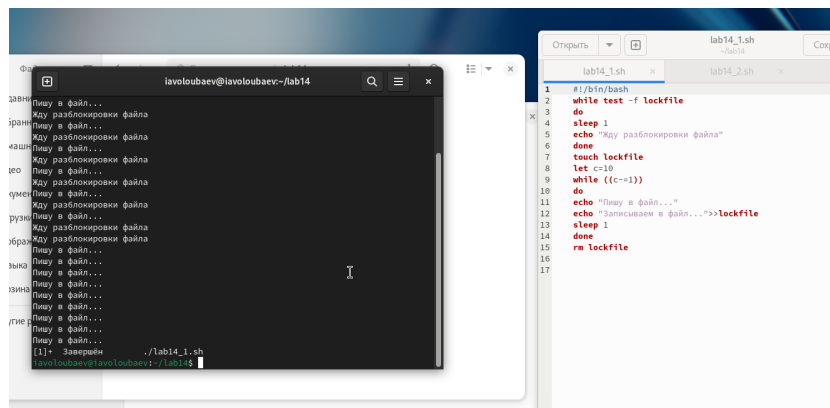 Открыть
lab14_1.sh
~/lab14
lab14_1.sh
lab14_2.sh
iavoloubaev@iavoloubaev:~/lab14
Пишу в файл...
Жду разблокировки файла
Пишу в файл...
Жду разблокировки файла
Пишу в файл...
Жду разблокировки файла
Пишу в файл...
Жду разблокировки файла
Пишу в файл...
Жду разблокировки файла
Пишу в файл...
Жду разблокировки файла
Жду разблокировки файла
Пишу в файл...
Пишу в файл...
Пишу в файл...
Пишу в файл...
Пишу в файл...
Пишу в файл...
Пишу в файл...
Пишу в файл...
Пишу в файл...
[1]+ Завершён ./lab14_1.sh
iavoloubaev@iavoloubaev:~/lab14$
1 #!/bin/bash
2 while test -f lockfile
3 do
4 sleep 1
5 echo "Жду разблокировки файла"
6 done
7 touch lockfile
8 let c=10
9 while ((c-=1))
10 do
11 echo "Пишу в файл..."
12 echo "Записываем в файл...">>lockfile
13 sleep 1
14 done
15 rm lockfile
16
17